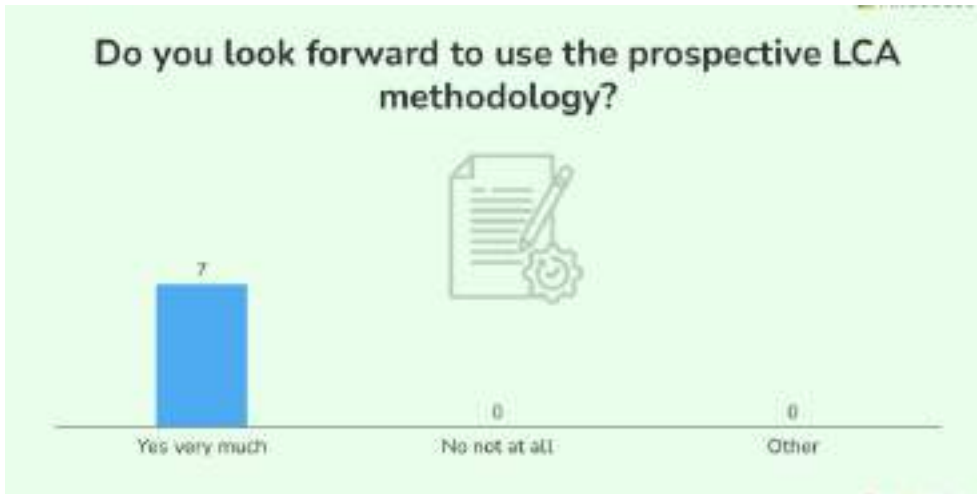 Do you look forward to use the prospective LCA
methodology?
7
0
0
Yes very much
No not at all
Other